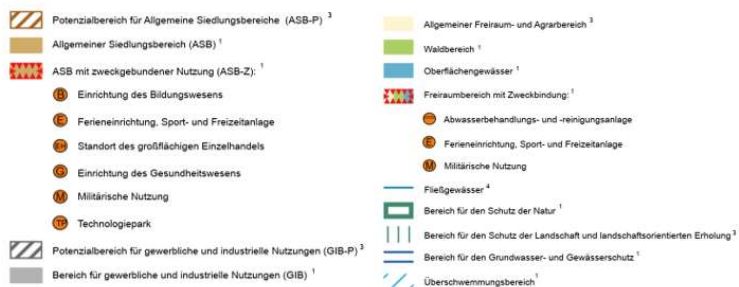 Potenzialbereich für Allgemeine Siedlungsbereiche (ASB-P) ³
Allgemeiner Siedlungsbereich (ASB) ¹
ASB mit zweckgebundener Nutzung (ASB-Z): ¹
B Einrichtung des Bildungswesens
E Ferieneinrichtung, Sport- und Freizeitanlage
EH Standort des großflächigen Einzelhandels
G Einrichtung des Gesundheitswesens
M Militärische Nutzung
TP Technologiepark
Potenzialbereich für gewerbliche und industrielle Nutzungen (GIB-P) ³
Bereich für gewerbliche und industrielle Nutzungen (GIB) ¹
Allgemeiner Freiraum- und Agrarbereich ³
Waldbereich ¹
Oberflächengewässer ¹
Freiraumbereich mit Zweckbindung: ¹
Abwasserbehandlungs- und -reinigungsanlage
E Ferieneinrichtung, Sport- und Freizeitanlage
M Militärische Nutzung
Fließgewässer ⁴
Bereich für den Schutz der Natur ¹
Bereich für den Schutz der Landschaft und landschaftsorientierten Erholung ³
Bereich für den Grundwasser- und Gewässerschutz ¹
Überschwemmungsbereich ¹